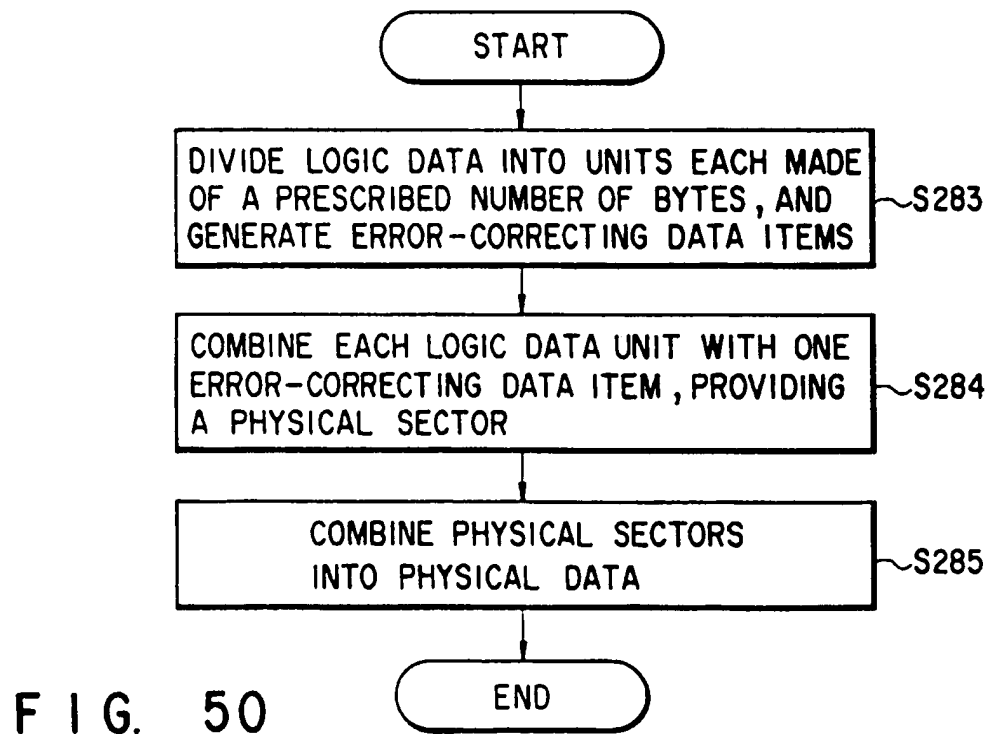 START
DIVIDE LOGIC DATA INTO UNITS EACH MADE
OF A PRESCRIBED NUMBER OF BYTES, AND
GENERATE ERROR-CORRECTING DATA ITEMS
S283
COMBINE EACH LOGIC DATA UNIT WITH ONE
ERROR-CORRECTING DATA ITEM, PROVIDING
A PHYSICAL SECTOR
S284
COMBINE PHYSICAL SECTORS
INTO PHYSICAL DATA
S285
END
FIG. 50